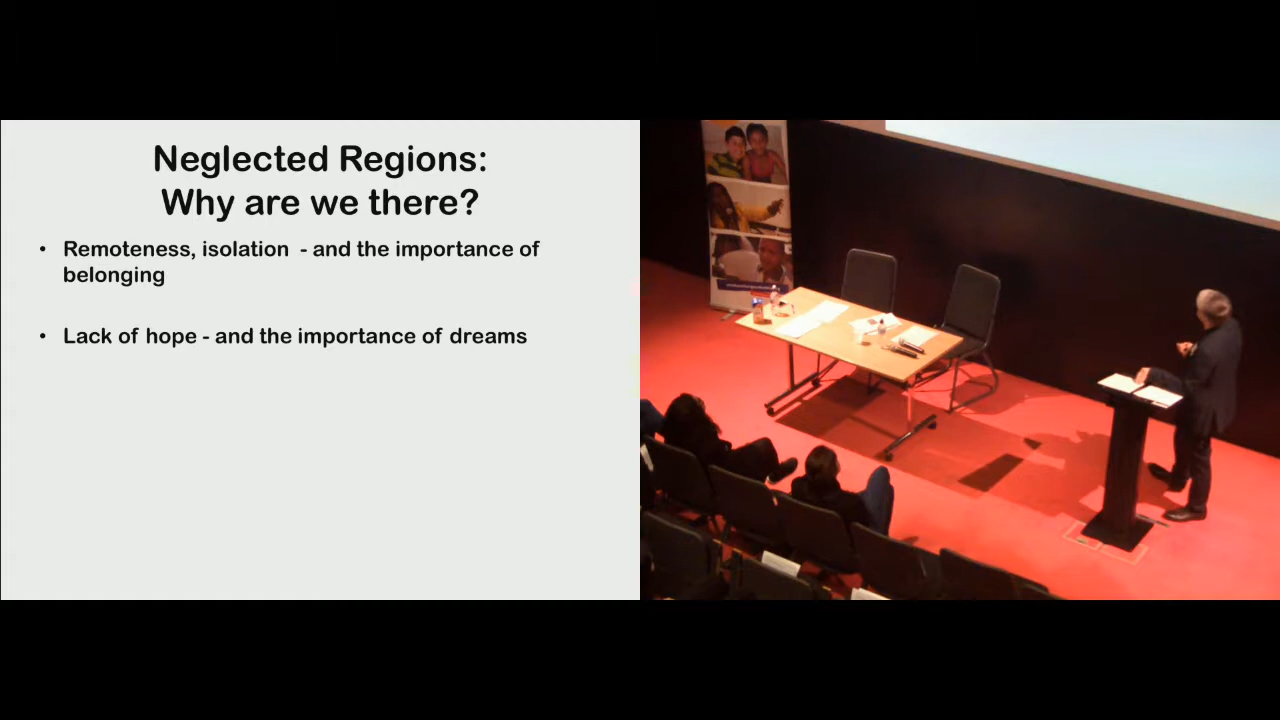 Neglected Regions:
Why are we there?
• Remoteness, isolation - and the importance of
belonging
• Lack of hope - and the importance of dreams